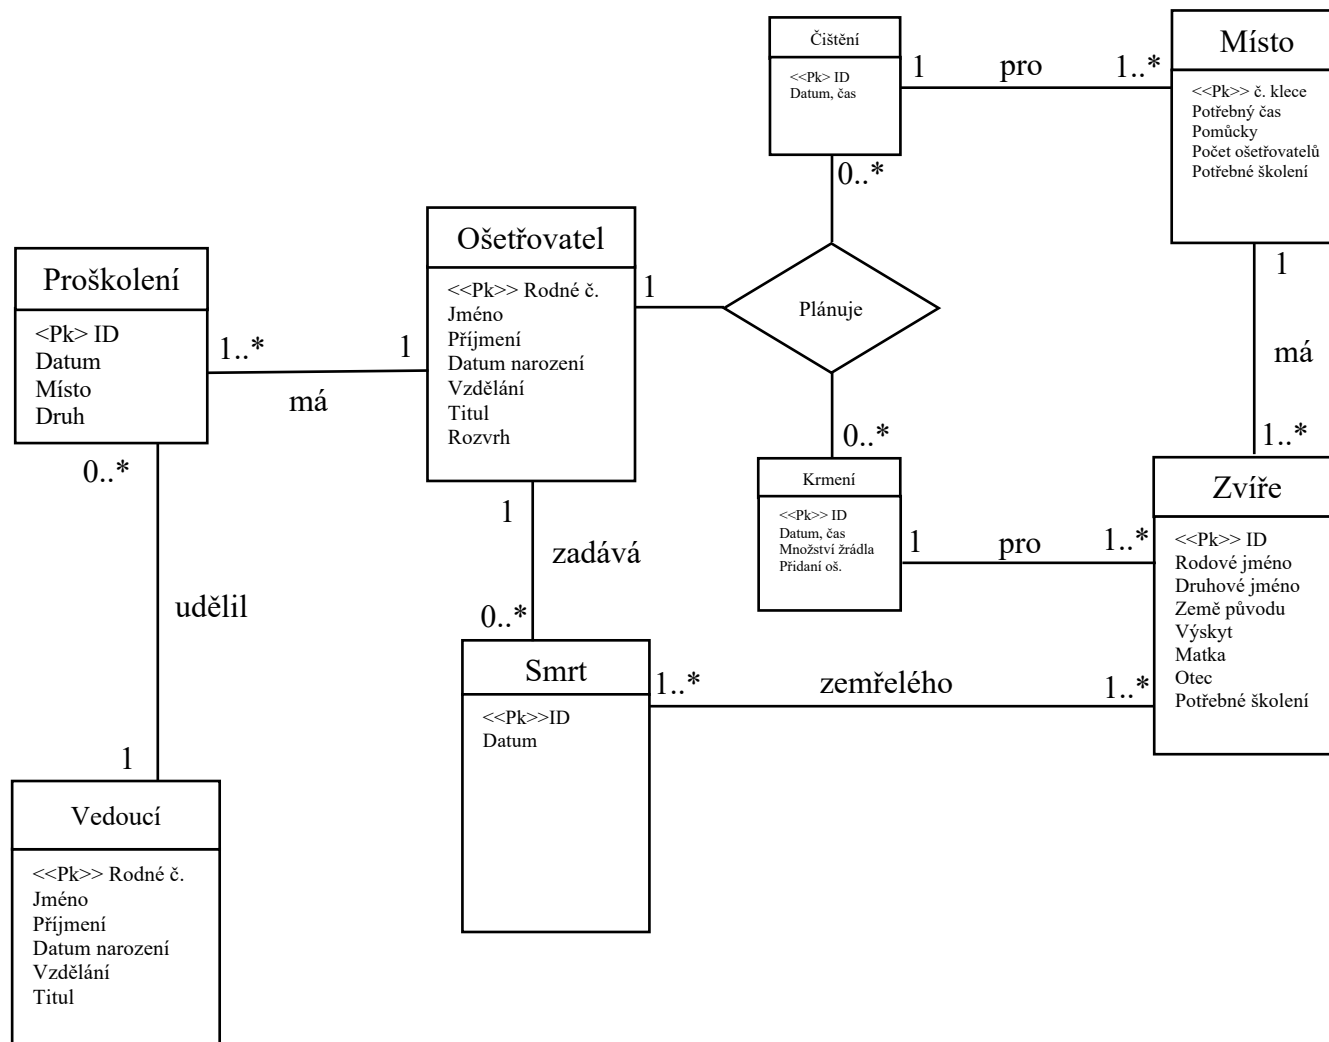 Čištění
<<Pk> ID
Datum, čas
1
pro
1..*
Místo
<<Pk>> č. klece
Potřebný čas
Pomůcky
Počet ošetřovatelů
Potřebné školení
0..*
1
má
1..*
Proškolení
<Pk> ID
Datum
Místo
Druh
1..*
má
1
Ošetřovatel
<<Pk>> Rodné č.
Jméno
Příjmení
Datum narození
Vzdělání
Titul
Rozvrh
1
Plánuje
0..*
Krmení
<<Pk>> ID
Datum, čas
Množství žrádla
Přidaní oš.
1
pro
1..*
Zvíře
<<Pk>> ID
Rodové jméno
Druhové jméno
Země původu
Výskyt
Matka
Otec
Potřebné školení
0..*
udělil
1
1
zadává
0..*
Smrt
<<Pk>>ID
Datum
1..*
zemřelého
1..*
Vedoucí
<<Pk>> Rodné č.
Jméno
Příjmení
Datum narození
Vzdělání
Titul